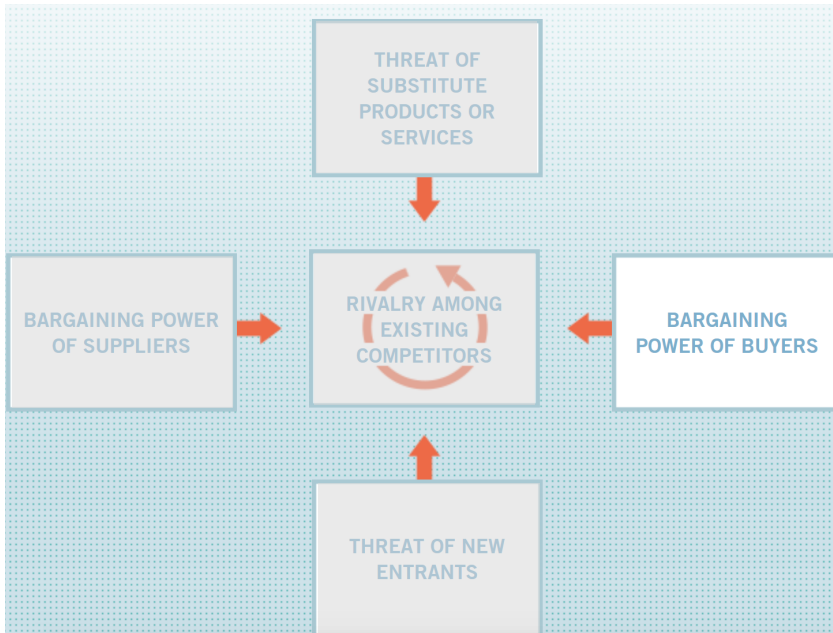 THREAT OF
SUBSTITUTE
PRODUCTS OR
SERVICES
BARGAINING POWER
OF SUPPLIERS
RIVALRY AMONG
EXISTING
COMPETITORS
BARGAINING
POWER OF BUYERS
THREAT OF NEW
ENTRANTS